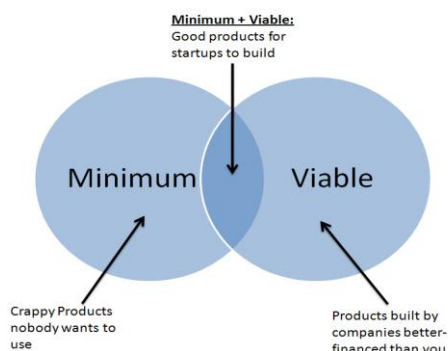 Minimum + Viable:
Good products for
startups to build
Minimum
Viable
Crappy Products
nobody wants to
use
Products built by
companies better-
financed than you